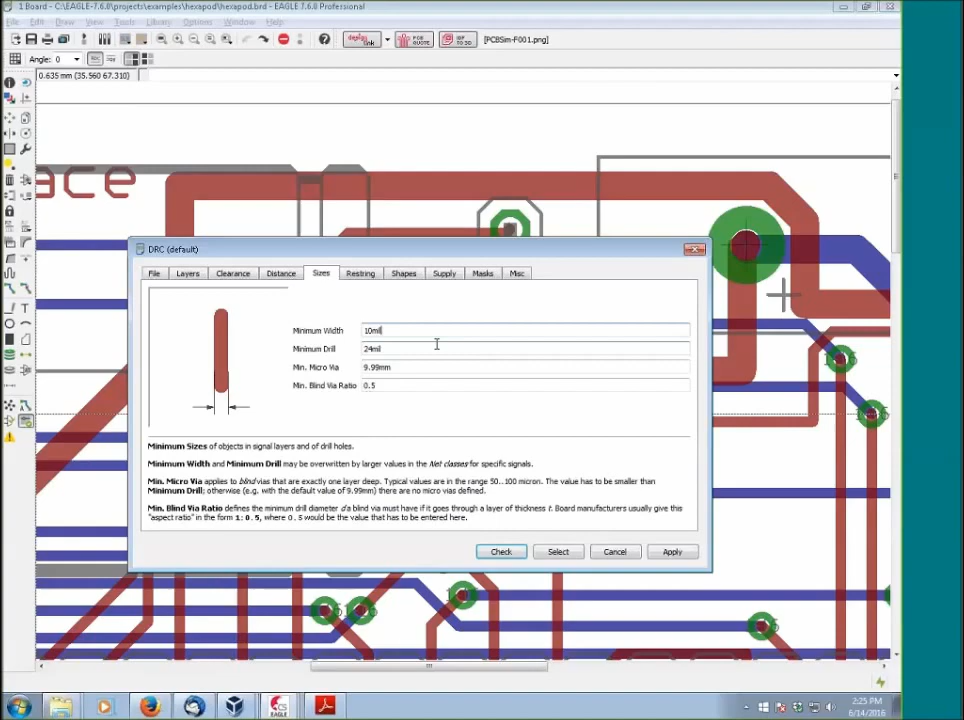 1 Board - C:\EAGLE-7.6.0\projects\examples\hexapod\hexapod.brd - EAGLE 7.6.0 Professional
File Edit Draw View Tools Library Options Window Help
design link
PCB QUOTE
IDF TO 3D
[PCBSim-F001.png]
Angle: 0
0.635 mm (35.560 67.310)
ace
DRC (default)
File Layers Clearance Distance Sizes Restring Shapes Supply Masks Misc
Minimum Width 10mil
Minimum Drill 24mil
Min. Micro Via 9.99mm
Min. Blind Via Ratio 0.5
Minimum Sizes of objects in signal layers and of drill holes.
Minimum Width and Minimum Drill may be overwritten by larger values in the Net classes for specific signals.
Min. Micro Via applies to blind vias that are exactly one layer deep. Typical values are in the range 50..100 micron. The value has to be smaller than
Minimum Drill; otherwise (e.g. with the default value of 9.99mm) there are no micro vias defined.
Min. Blind Via Ratio defines the minimum drill diameter d a blind via must have if it goes through a layer of thickness t. Board manufacturers usually give this
"aspect ratio" in the form 1:0.5, where 0.5 would be the value that has to be entered here.
Check Select Cancel Apply
CS EAGLE
2:25 PM
6/14/2016